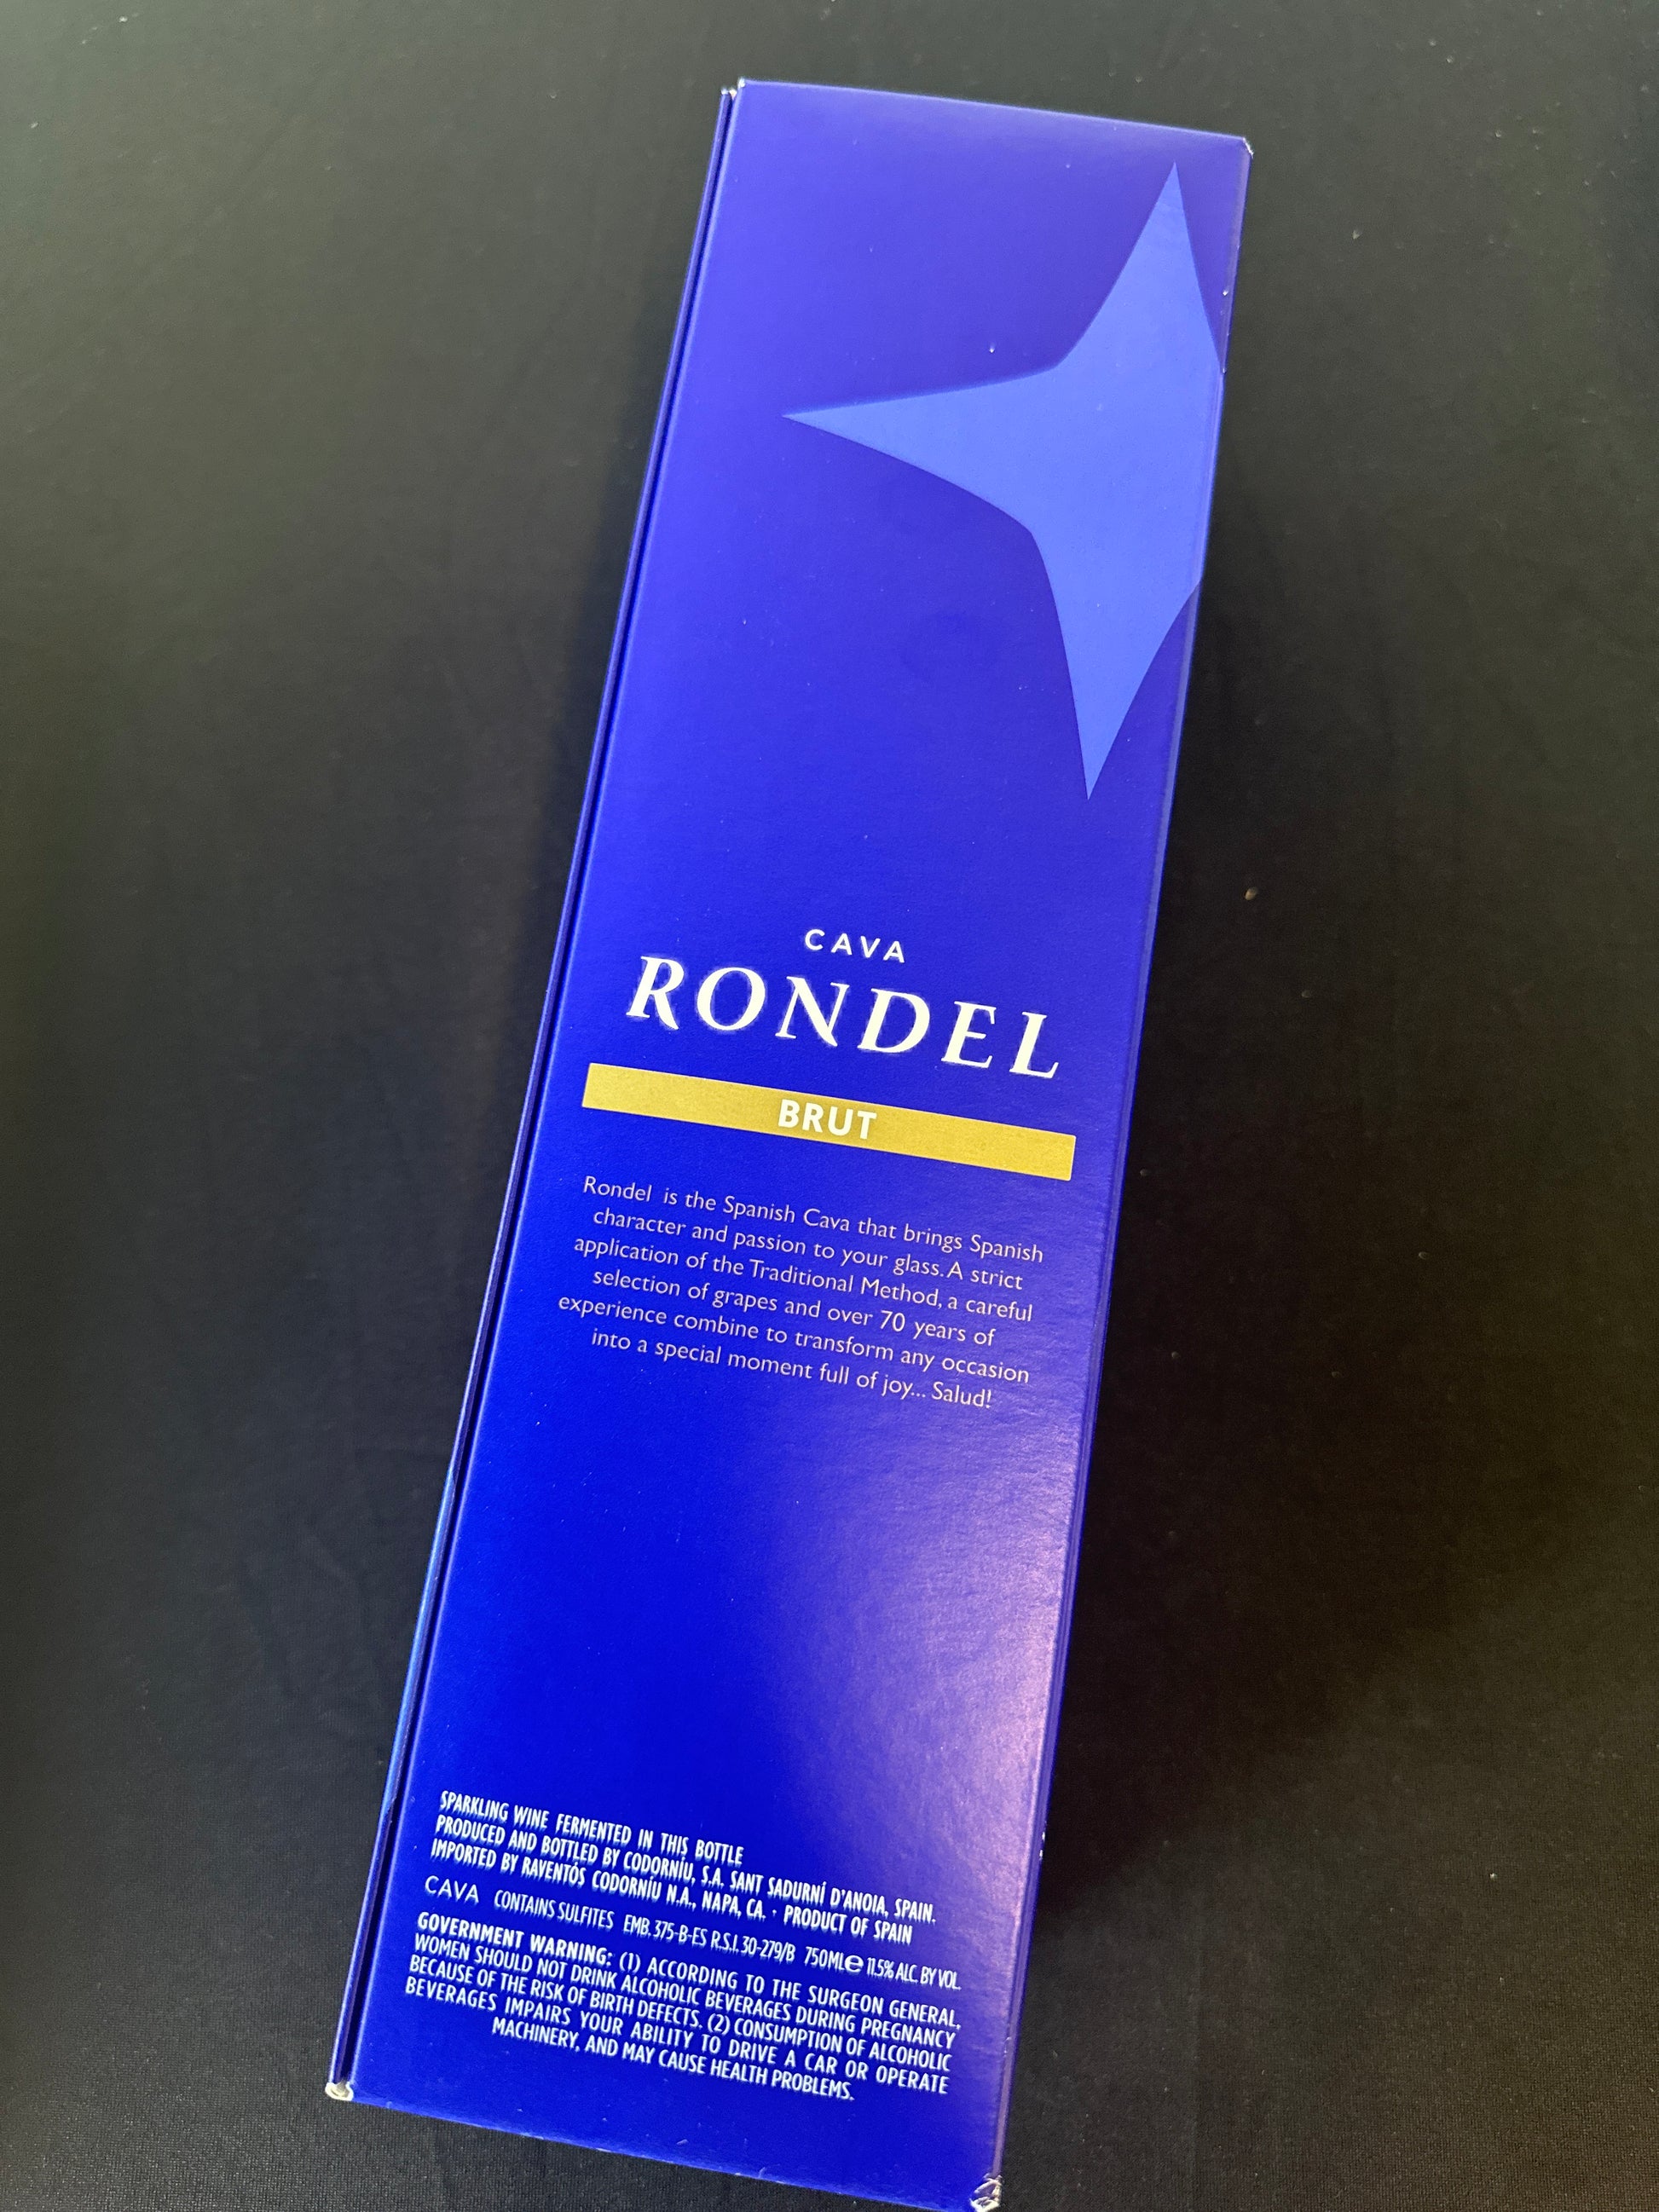 CAVA
RONDEL
BRUT
Rondel is the Spanish Cava that brings Spanish
character and passion to your glass. A strict
application of the Traditional Method, a careful
selection of grapes and over 70 years of
experience combine to transform any occasion
into a special moment full of joy... Salud!
SPARKLING WINE FERMENTED IN THIS BOTTLE
PRODUCED AND BOTTLED BY CODORNÍU, S.A. SANT SADURNÍ D'ANOIA, SPAIN.
IMPORTED BY RAVENTÓS CODORNÍU N.A., NAPA, CA. · PRODUCT OF SPAIN
CAVA CONTAINS SULFITES EMB. 375-B-ES R.S.I. 30-279/B 750ML℮ 11.5% ALC. BY VOL.
GOVERNMENT WARNING: (1) ACCORDING TO THE SURGEON GENERAL,
WOMEN SHOULD NOT DRINK ALCOHOLIC BEVERAGES DURING PREGNANCY
BECAUSE OF THE RISK OF BIRTH DEFECTS. (2) CONSUMPTION OF ALCOHOLIC
BEVERAGES IMPAIRS YOUR ABILITY TO DRIVE A CAR OR OPERATE
MACHINERY, AND MAY CAUSE HEALTH PROBLEMS.